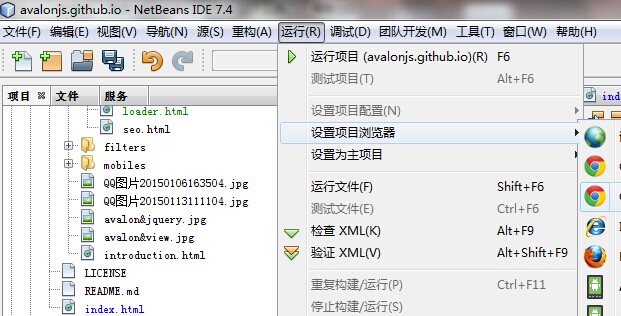 avalonjs.github.io - NetBeans IDE 7.4
文件(F) 编辑(E) 视图(V) 导航(N) 源(S) 重构(A) 运行(R) 调试(D) 团队开发(M) 工具(T) 窗口(W) 帮助(H)
运行项目 (avalonjs.github.io)(R) F6
测试项目(T) Alt+F6
项目 文件 服务
设置项目配置(N)
loader.html
seo.html
设置项目浏览器
filters
设置为主项目
mobiles
QQ图片20150106163504.jpg
运行文件(F) Shift+F6
QQ图片20150113111104.jpg
测试文件(E) Ctrl+F6
avalon&jquery.jpg
检查 XML(K) Alt+F9
avalon&view.jpg
验证 XML(V) Alt+Shift+F9
introduction.html
LICENSE
重复构建/运行(P) Ctrl+F11
README.md
停止构建/运行(S)
index.html